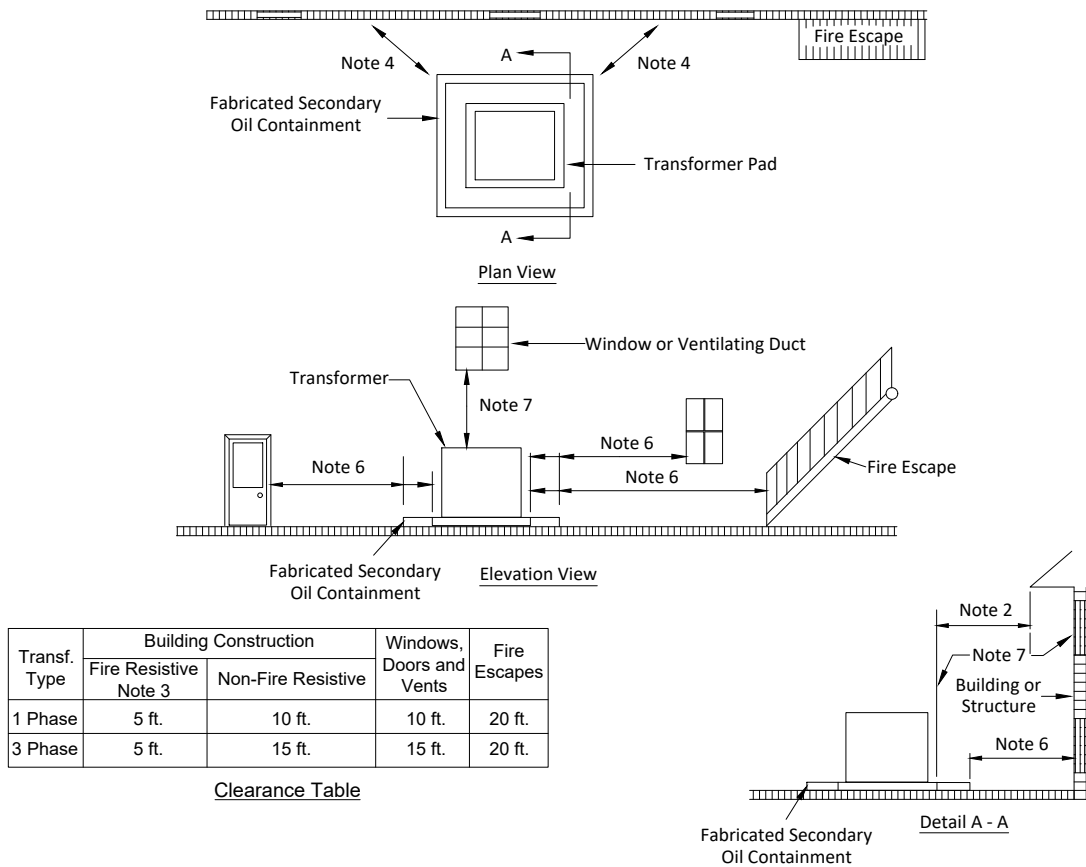 Fire Escape
A
Note 4
Note 4
Fabricated Secondary
Oil Containment
Transformer Pad
A
Plan View
Window or Ventilating Duct
Transformer
Note 7
Note 6
Note 6
Note 6
Fire Escape
Fabricated Secondary
Oil Containment
Elevation View
Transf.
Type
Building Construction
Fire Resistive
Note 3
Non-Fire Resistive
Windows,
Doors and
Vents
Fire
Escapes
1 Phase 5 ft. 10 ft. 10 ft. 20 ft.
3 Phase 5 ft. 15 ft. 15 ft. 20 ft.
Clearance Table
Note 2
Note 7
Building or
Structure
Note 6
Fabricated Secondary
Oil Containment
Detail A - A